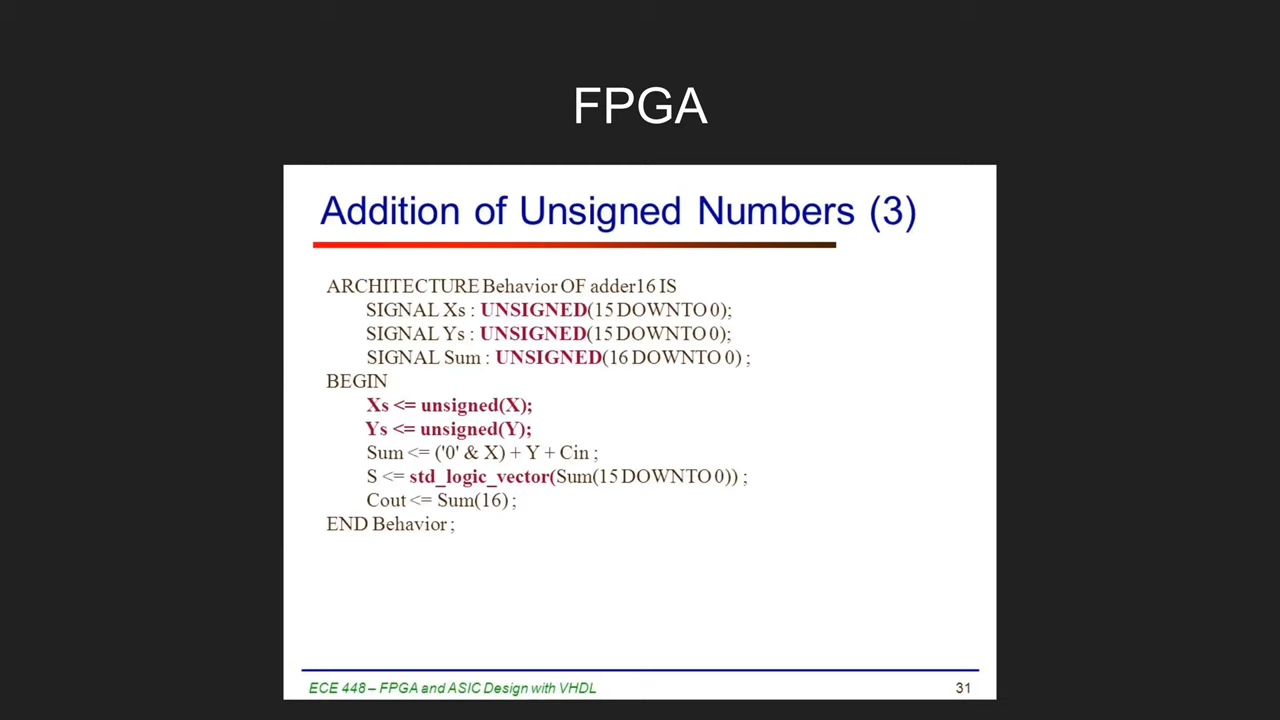 FPGA
Addition of Unsigned Numbers (3)
ARCHITECTURE Behavior OF adder16 IS
SIGNAL Xs : UNSIGNED(15 DOWNTO 0);
SIGNAL Ys : UNSIGNED(15 DOWNTO 0);
SIGNAL Sum : UNSIGNED(16 DOWNTO 0) ;
BEGIN
Xs <= unsigned(X);
Ys <= unsigned(Y);
Sum <= ('0' & X) + Y + Cin ;
S <= std_logic_vector(Sum(15 DOWNTO 0)) ;
Cout <= Sum(16) ;
END Behavior ;
ECE 448 – FPGA and ASIC Design with VHDL 31